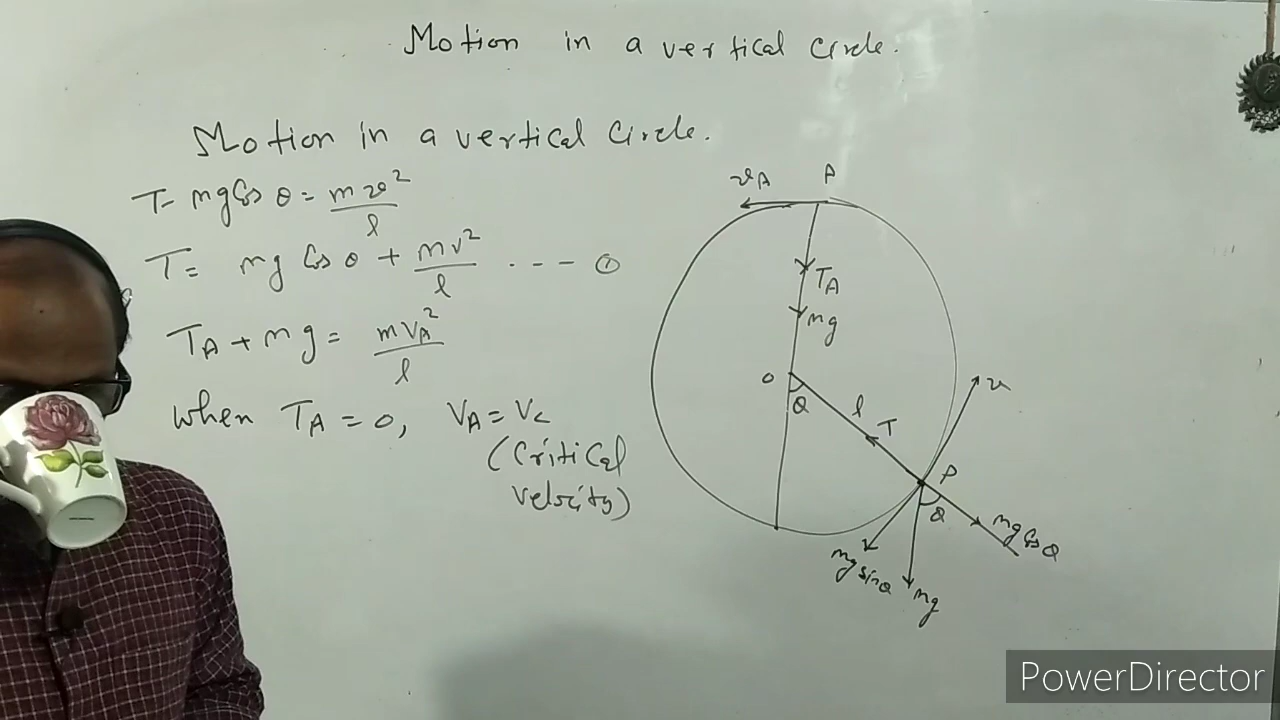 Motion in a vertical Circle.
Motion in a vertical Circle.
T- mg Cos θ = mv²/l
T= mg Cos θ + mv²/l ---- ①
T_A + mg = mV_A²/l
when T_A = 0, V_A = V_c
(Critical
velocity)
v_A A
T_A
mg
O θ l T
v
P
θ
mg Cos θ
mg sin θ
mg
PowerDirector